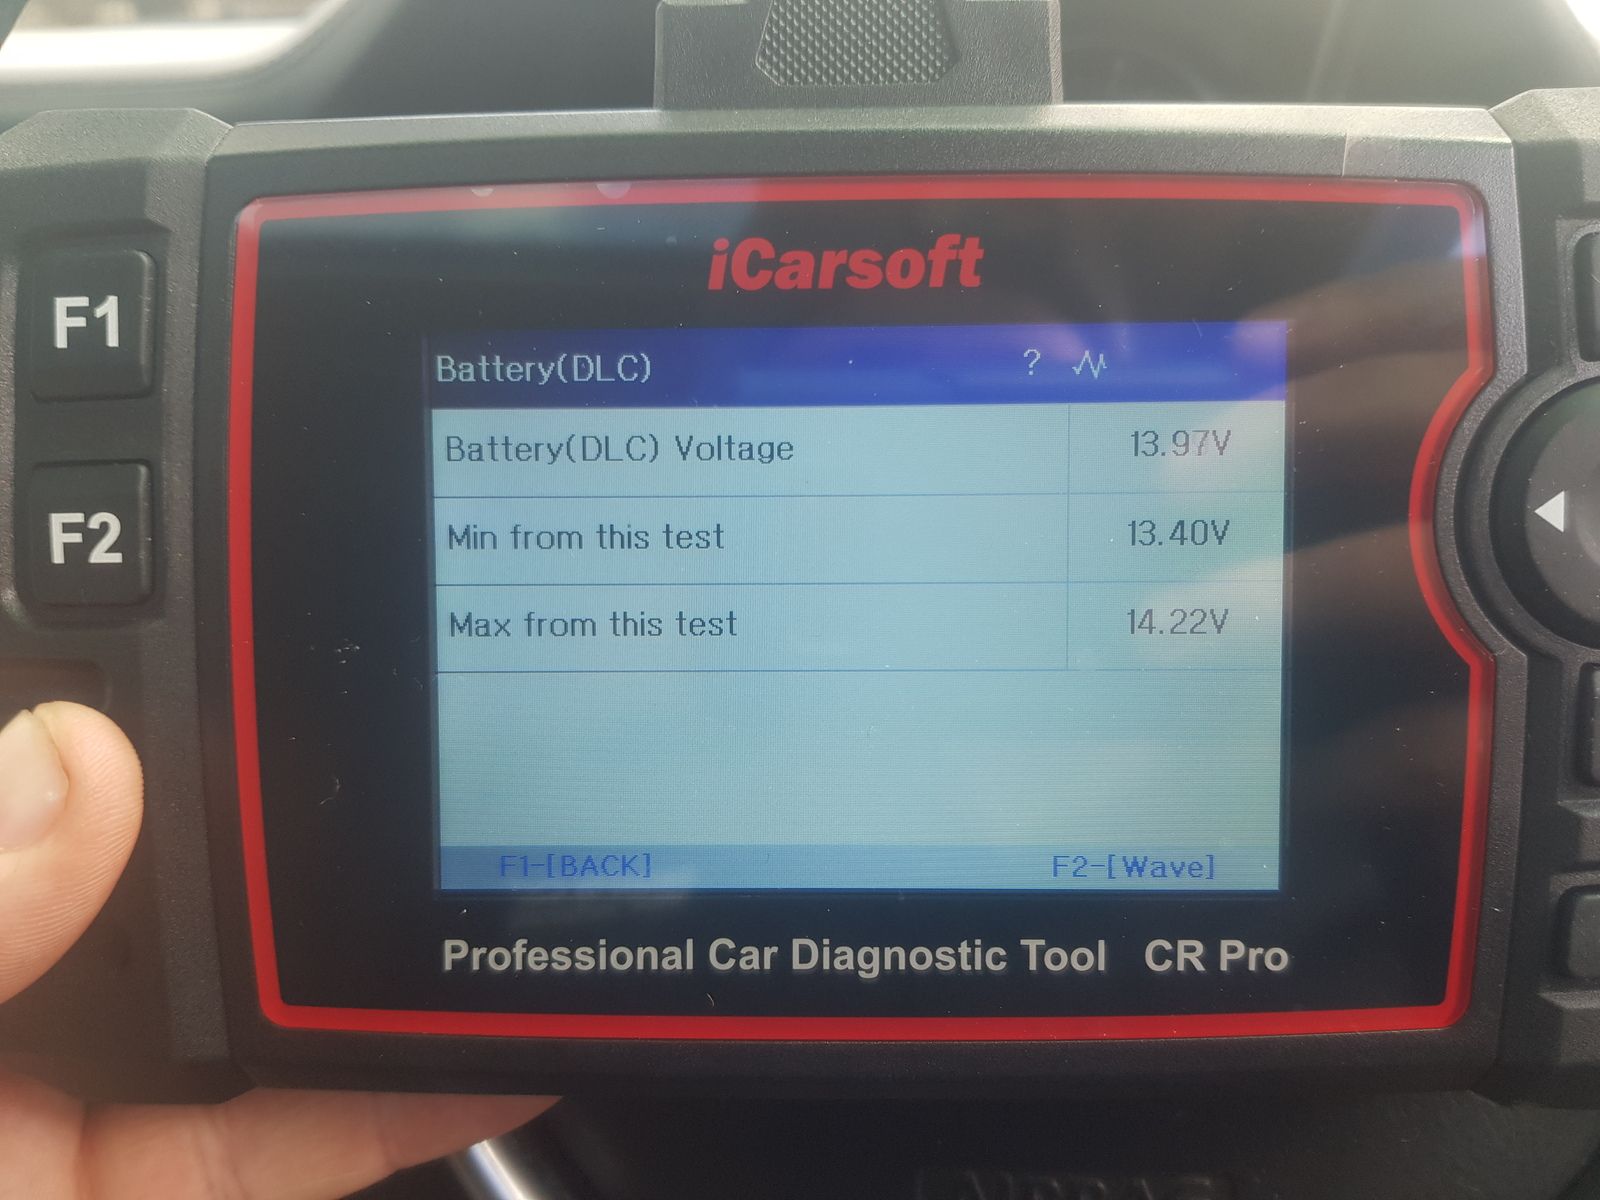 iCarsoft
F1
F2
Battery(DLC) ?
Battery(DLC) Voltage 13.97V
Min from this test 13.40V
Max from this test 14.22V
F1-[BACK] F2-[Wave]
Professional Car Diagnostic Tool CR Pro